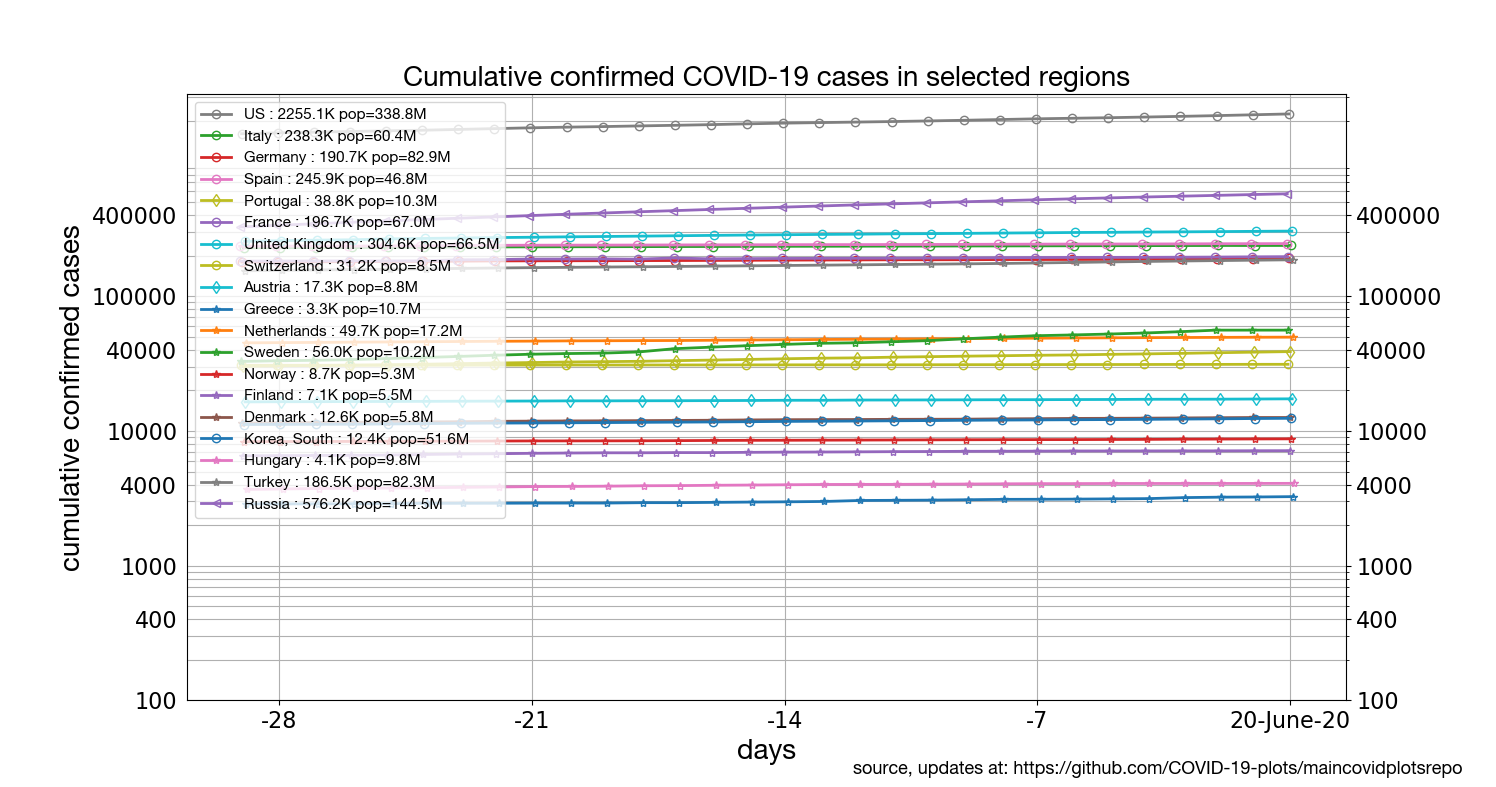 Cumulative confirmed COVID-19 cases in selected regions
US : 2255.1K pop=338.8M
Italy : 238.3K pop=60.4M
Germany : 190.7K pop=82.9M
Spain : 245.9K pop=46.8M
Portugal : 38.8K pop=10.3M
France : 196.7K pop=67.0M
United Kingdom : 304.6K pop=66.5M
Switzerland : 31.2K pop=8.5M
Austria : 17.3K pop=8.8M
Greece : 3.3K pop=10.7M
Netherlands : 49.7K pop=17.2M
Sweden : 56.0K pop=10.2M
Norway : 8.7K pop=5.3M
Finland : 7.1K pop=5.5M
Denmark : 12.6K pop=5.8M
Korea, South : 12.4K pop=51.6M
Hungary : 4.1K pop=9.8M
Turkey : 186.5K pop=82.3M
Russia : 576.2K pop=144.5M
cumulative confirmed cases
400000
100000
40000
10000
4000
1000
400
100
400000
100000
40000
10000
4000
1000
400
100
-28 -21 -14 -7 20-June-20
days
source, updates at: https://github.com/COVID-19-plots/maincovidplotsrepo